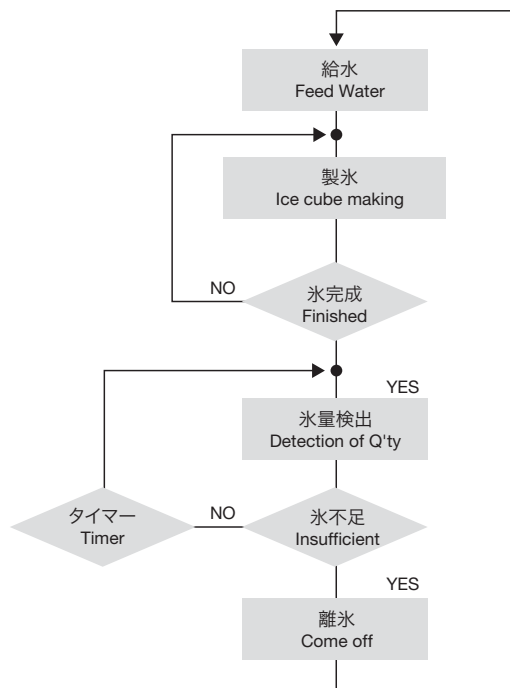 給水
Feed Water
製氷
Ice cube making
NO
氷完成
Finished
YES
氷量検出
Detection of Q'ty
タイマー
Timer
NO
氷不足
Insufficient
YES
離氷
Come off